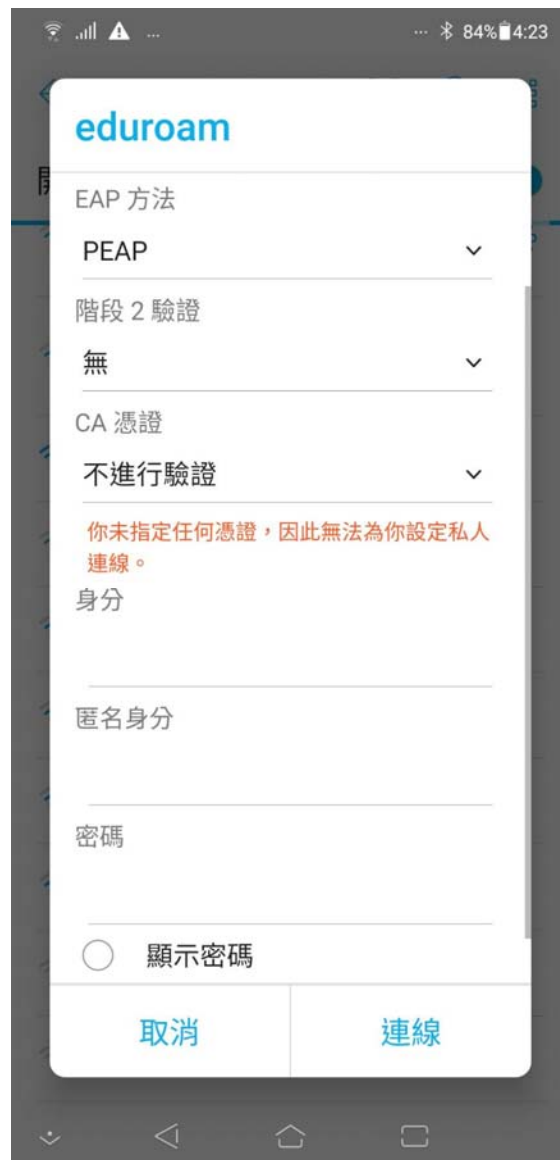 84% 4:23
eduroam
EAP 方法
PEAP
階段 2 驗證
無
CA 憑證
不進行驗證
你未指定任何憑證，因此無法為你設定私人
連線。
身分
匿名身分
密碼
顯示密碼
取消
連線